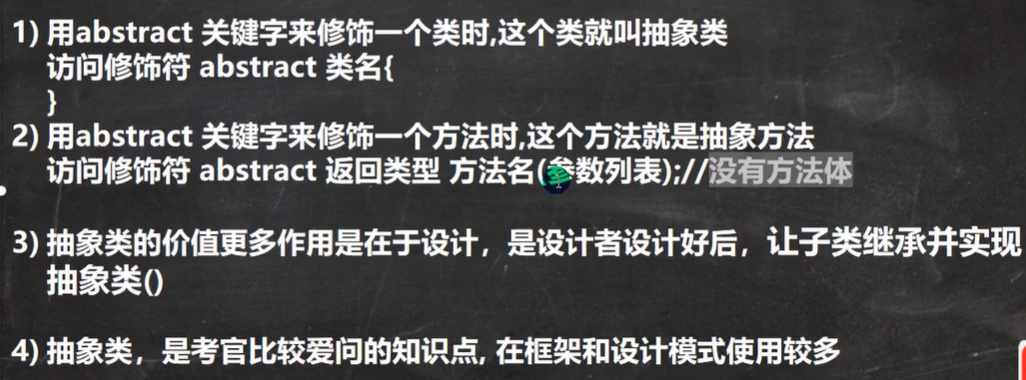 1) 用abstract 关键字来修饰一个类时,这个类就叫抽象类
访问修饰符 abstract 类名{
}
2) 用abstract 关键字来修饰一个方法时,这个方法就是抽象方法
访问修饰符 abstract 返回类型 方法名(参数列表);//没有方法体
3) 抽象类的价值更多作用是在于设计，是设计者设计好后，让子类继承并实现
抽象类()
4) 抽象类，是考官比较爱问的知识点, 在框架和设计模式使用较多